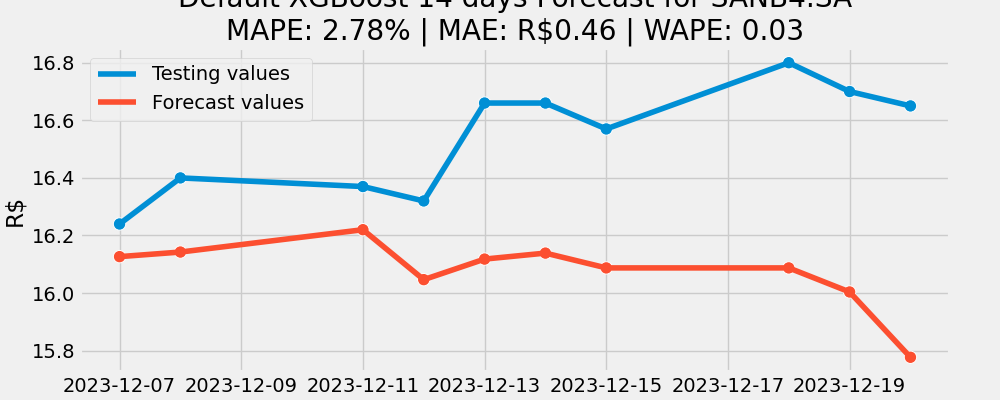 Default XGBoost 14 days Forecast for SANB4.SA
MAPE: 2.78% | MAE: R$0.46 | WAPE: 0.03
Testing values
Forecast values
R$
16.8
16.6
16.4
16.2
16.0
15.8
2023-12-07 2023-12-09 2023-12-11 2023-12-13 2023-12-15 2023-12-17 2023-12-19